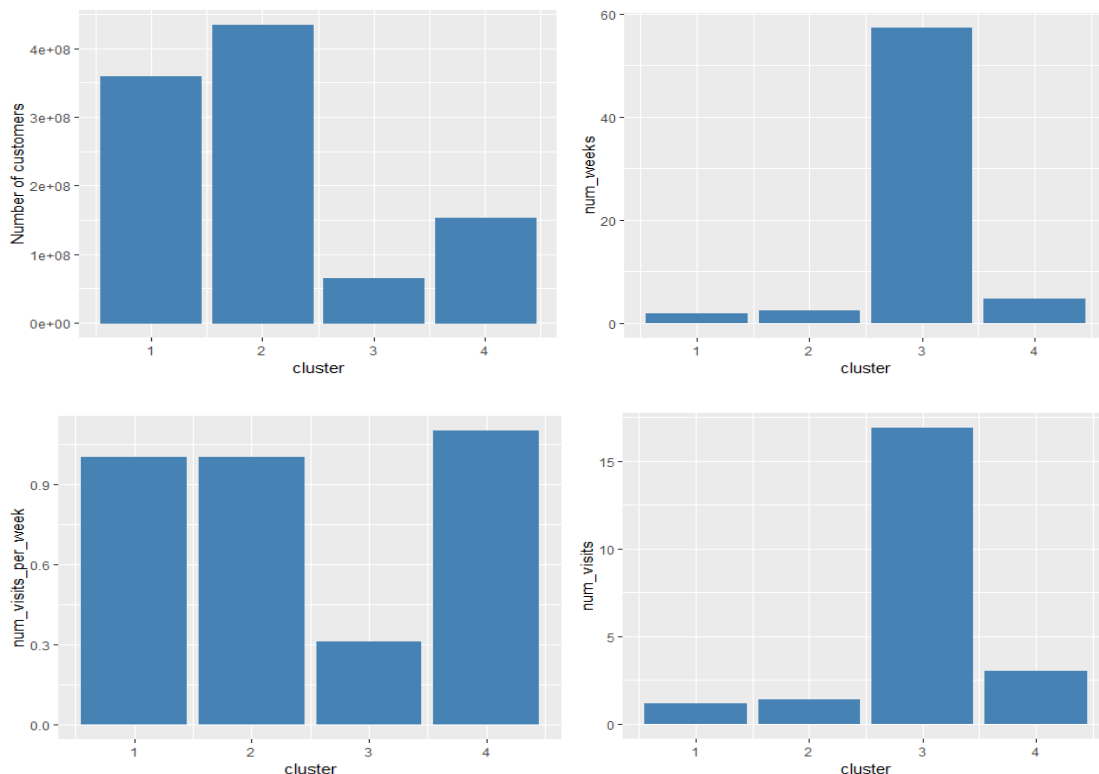 Number of customers
4e+08
3e+08
2e+08
1e+08
0e+00
1 2 3 4
cluster
num_weeks
60
40
20
0
1 2 3 4
cluster
num_visits_per_week
0.9
0.6
0.3
0.0
1 2 3 4
cluster
num_visits
15
10
5
0
1 2 3 4
cluster